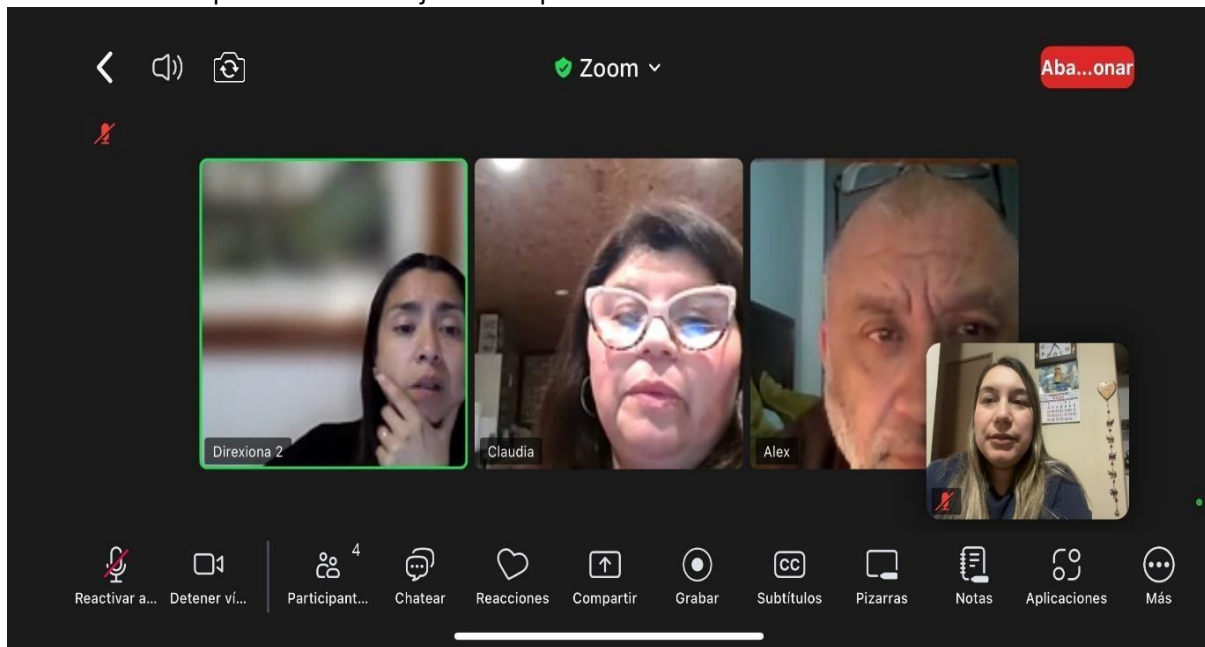 Zoom
Aba...onar
Direxiona 2
Claudia
Alex
4
Reactivar a...
Detener ví...
Participant...
Chatear
Reacciones
Compartir
Grabar
CC
Subtítulos
Pizarras
Notas
Aplicaciones
Más